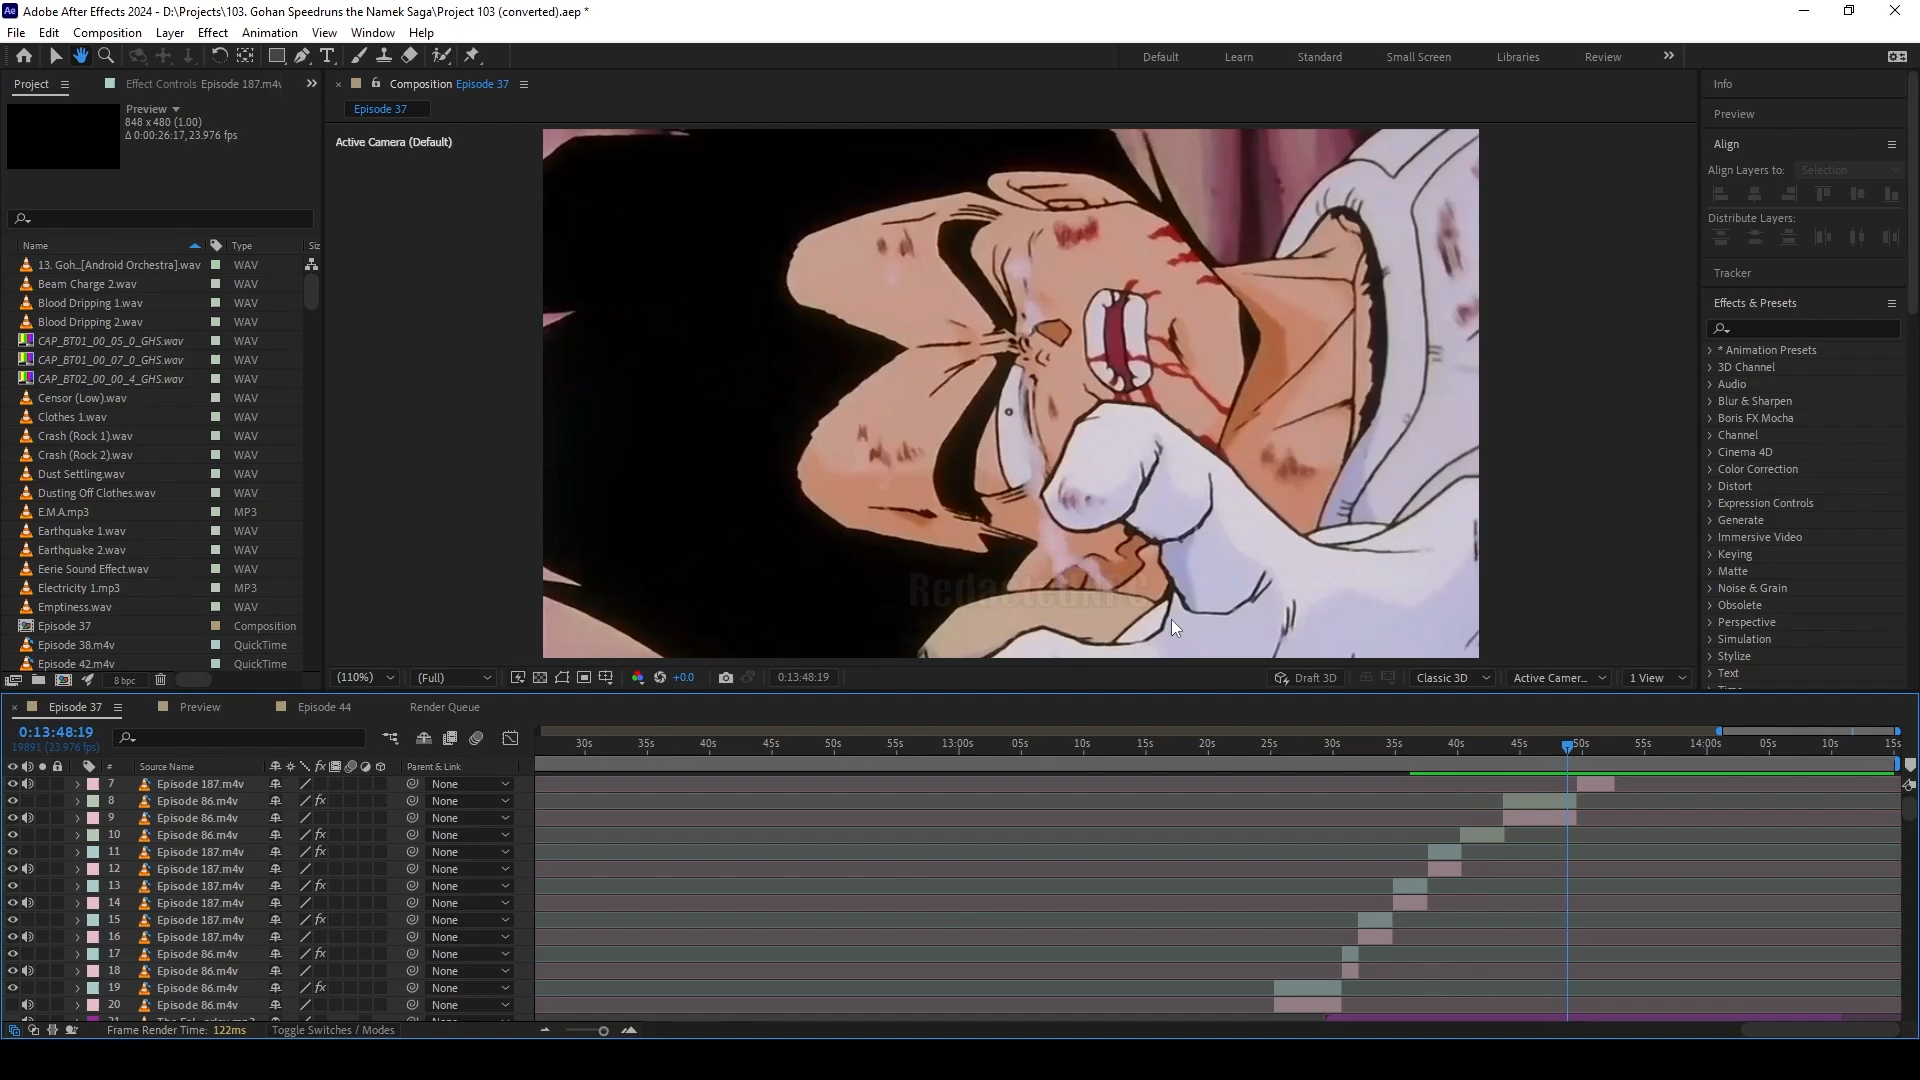 Adobe After Effects 2024 - D:\Projects\103. Gohan Speedruns the Namek Saga\Project 103 (converted).aep *
File Edit Composition Layer Effect Animation View Window Help
Default Learn Standard Small Screen Libraries Review
Project Effect Controls Episode 187.m4v
Composition Episode 37
Preview
848 x 480 (1.00)
Δ 0:00:26:17, 23.976 fps
Episode 37
Active Camera (Default)
Name Type Siz
13. Goh...[Android Orchestra].wav WAV
Beam Charge 2.wav WAV
Blood Dripping 1.wav WAV
Blood Dripping 2.wav WAV
CAP_BT01_00_05_0_GHS.wav WAV
CAP_BT01_00_07_0_GHS.wav WAV
CAP_BT02_00_00_4_GHS.wav WAV
Censor (Low).wav WAV
Clothes 1.wav WAV
Crash (Rock 1).wav WAV
Crash (Rock 2).wav WAV
Dust Settling.wav WAV
Dusting Off Clothes.wav WAV
E.M.A.mp3 MP3
Earthquake 1.wav WAV
Earthquake 2.wav WAV
Eerie Sound Effect.wav WAV
Electricity 1.mp3 MP3
Emptiness.wav WAV
Episode 37 Composition
Episode 38.m4v QuickTime
Episode 42.m4v QuickTime
8 bpc
(110%) (Full) +0.0 0:13:48:19 Draft 3D Classic 3D Active Camer... 1 View
Info
Preview
Align
Align Layers to: Selection
Distribute Layers:
Tracker
Effects & Presets
* Animation Presets
3D Channel
Audio
Blur & Sharpen
Boris FX Mocha
Channel
Cinema 4D
Color Correction
Distort
Expression Controls
Generate
Immersive Video
Keying
Matte
Noise & Grain
Obsolete
Perspective
Simulation
Stylize
Text
Episode 37 Preview Episode 44 Render Queue
0:13:48:19
19891 (23.976 fps)
30s 35s 40s 45s 50s 55s 13:00s 05s 10s 15s 20s 25s 30s 35s 40s 45s 50s 55s 14:00s 05s 10s 15s
# Source Name Parent & Link
7 Episode 187.m4v None
8 Episode 86.m4v fx None
9 Episode 86.m4v None
10 Episode 86.m4v fx None
11 Episode 187.m4v fx None
12 Episode 187.m4v None
13 Episode 187.m4v fx None
14 Episode 187.m4v None
15 Episode 187.m4v fx None
16 Episode 187.m4v None
17 Episode 86.m4v fx None
18 Episode 86.m4v None
19 Episode 86.m4v fx None
20 Episode 86.m4v None
Frame Render Time: 122ms Toggle Switches / Modes